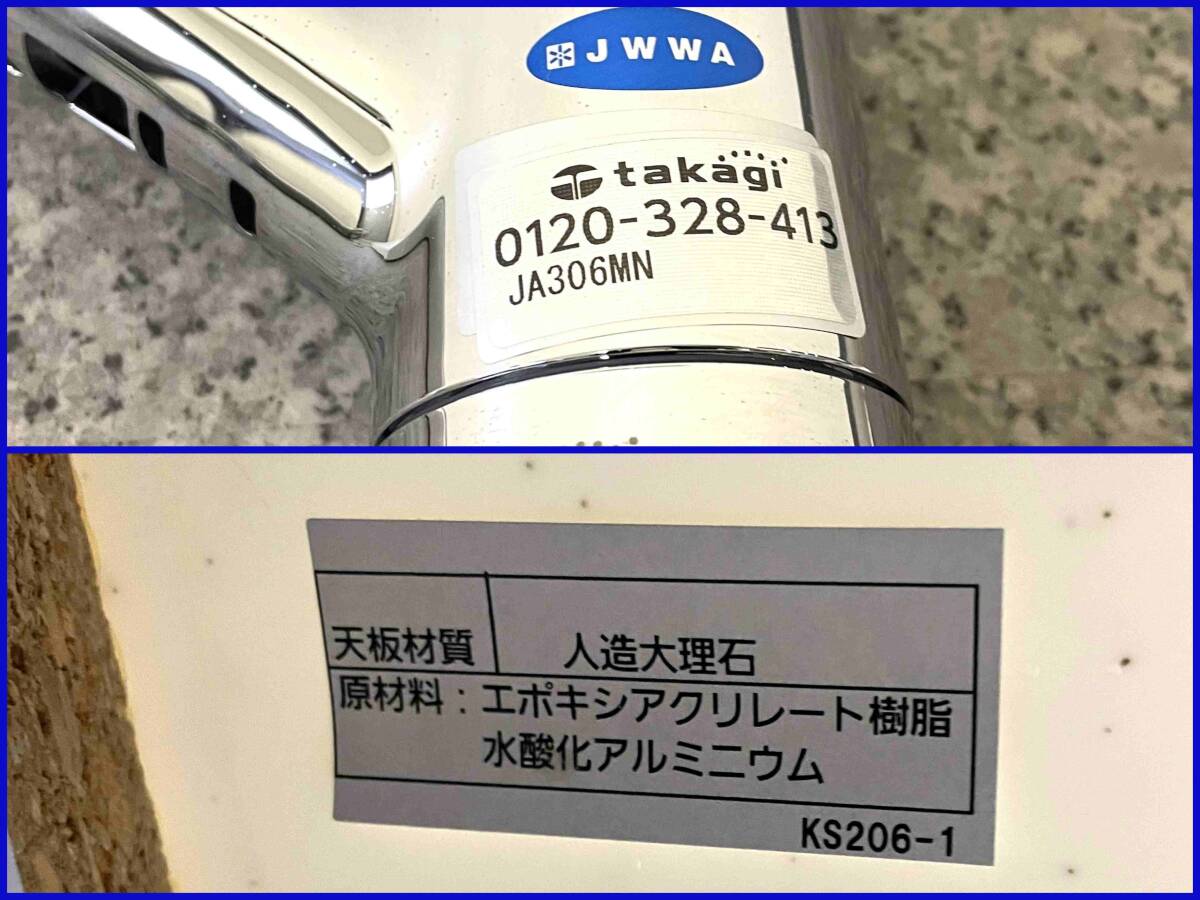 JWWA
takagi
0120-328-413
JA306MN
天板材質 人造大理石
原材料：エポキシアクリレート樹脂
水酸化アルミニウム
KS206-1